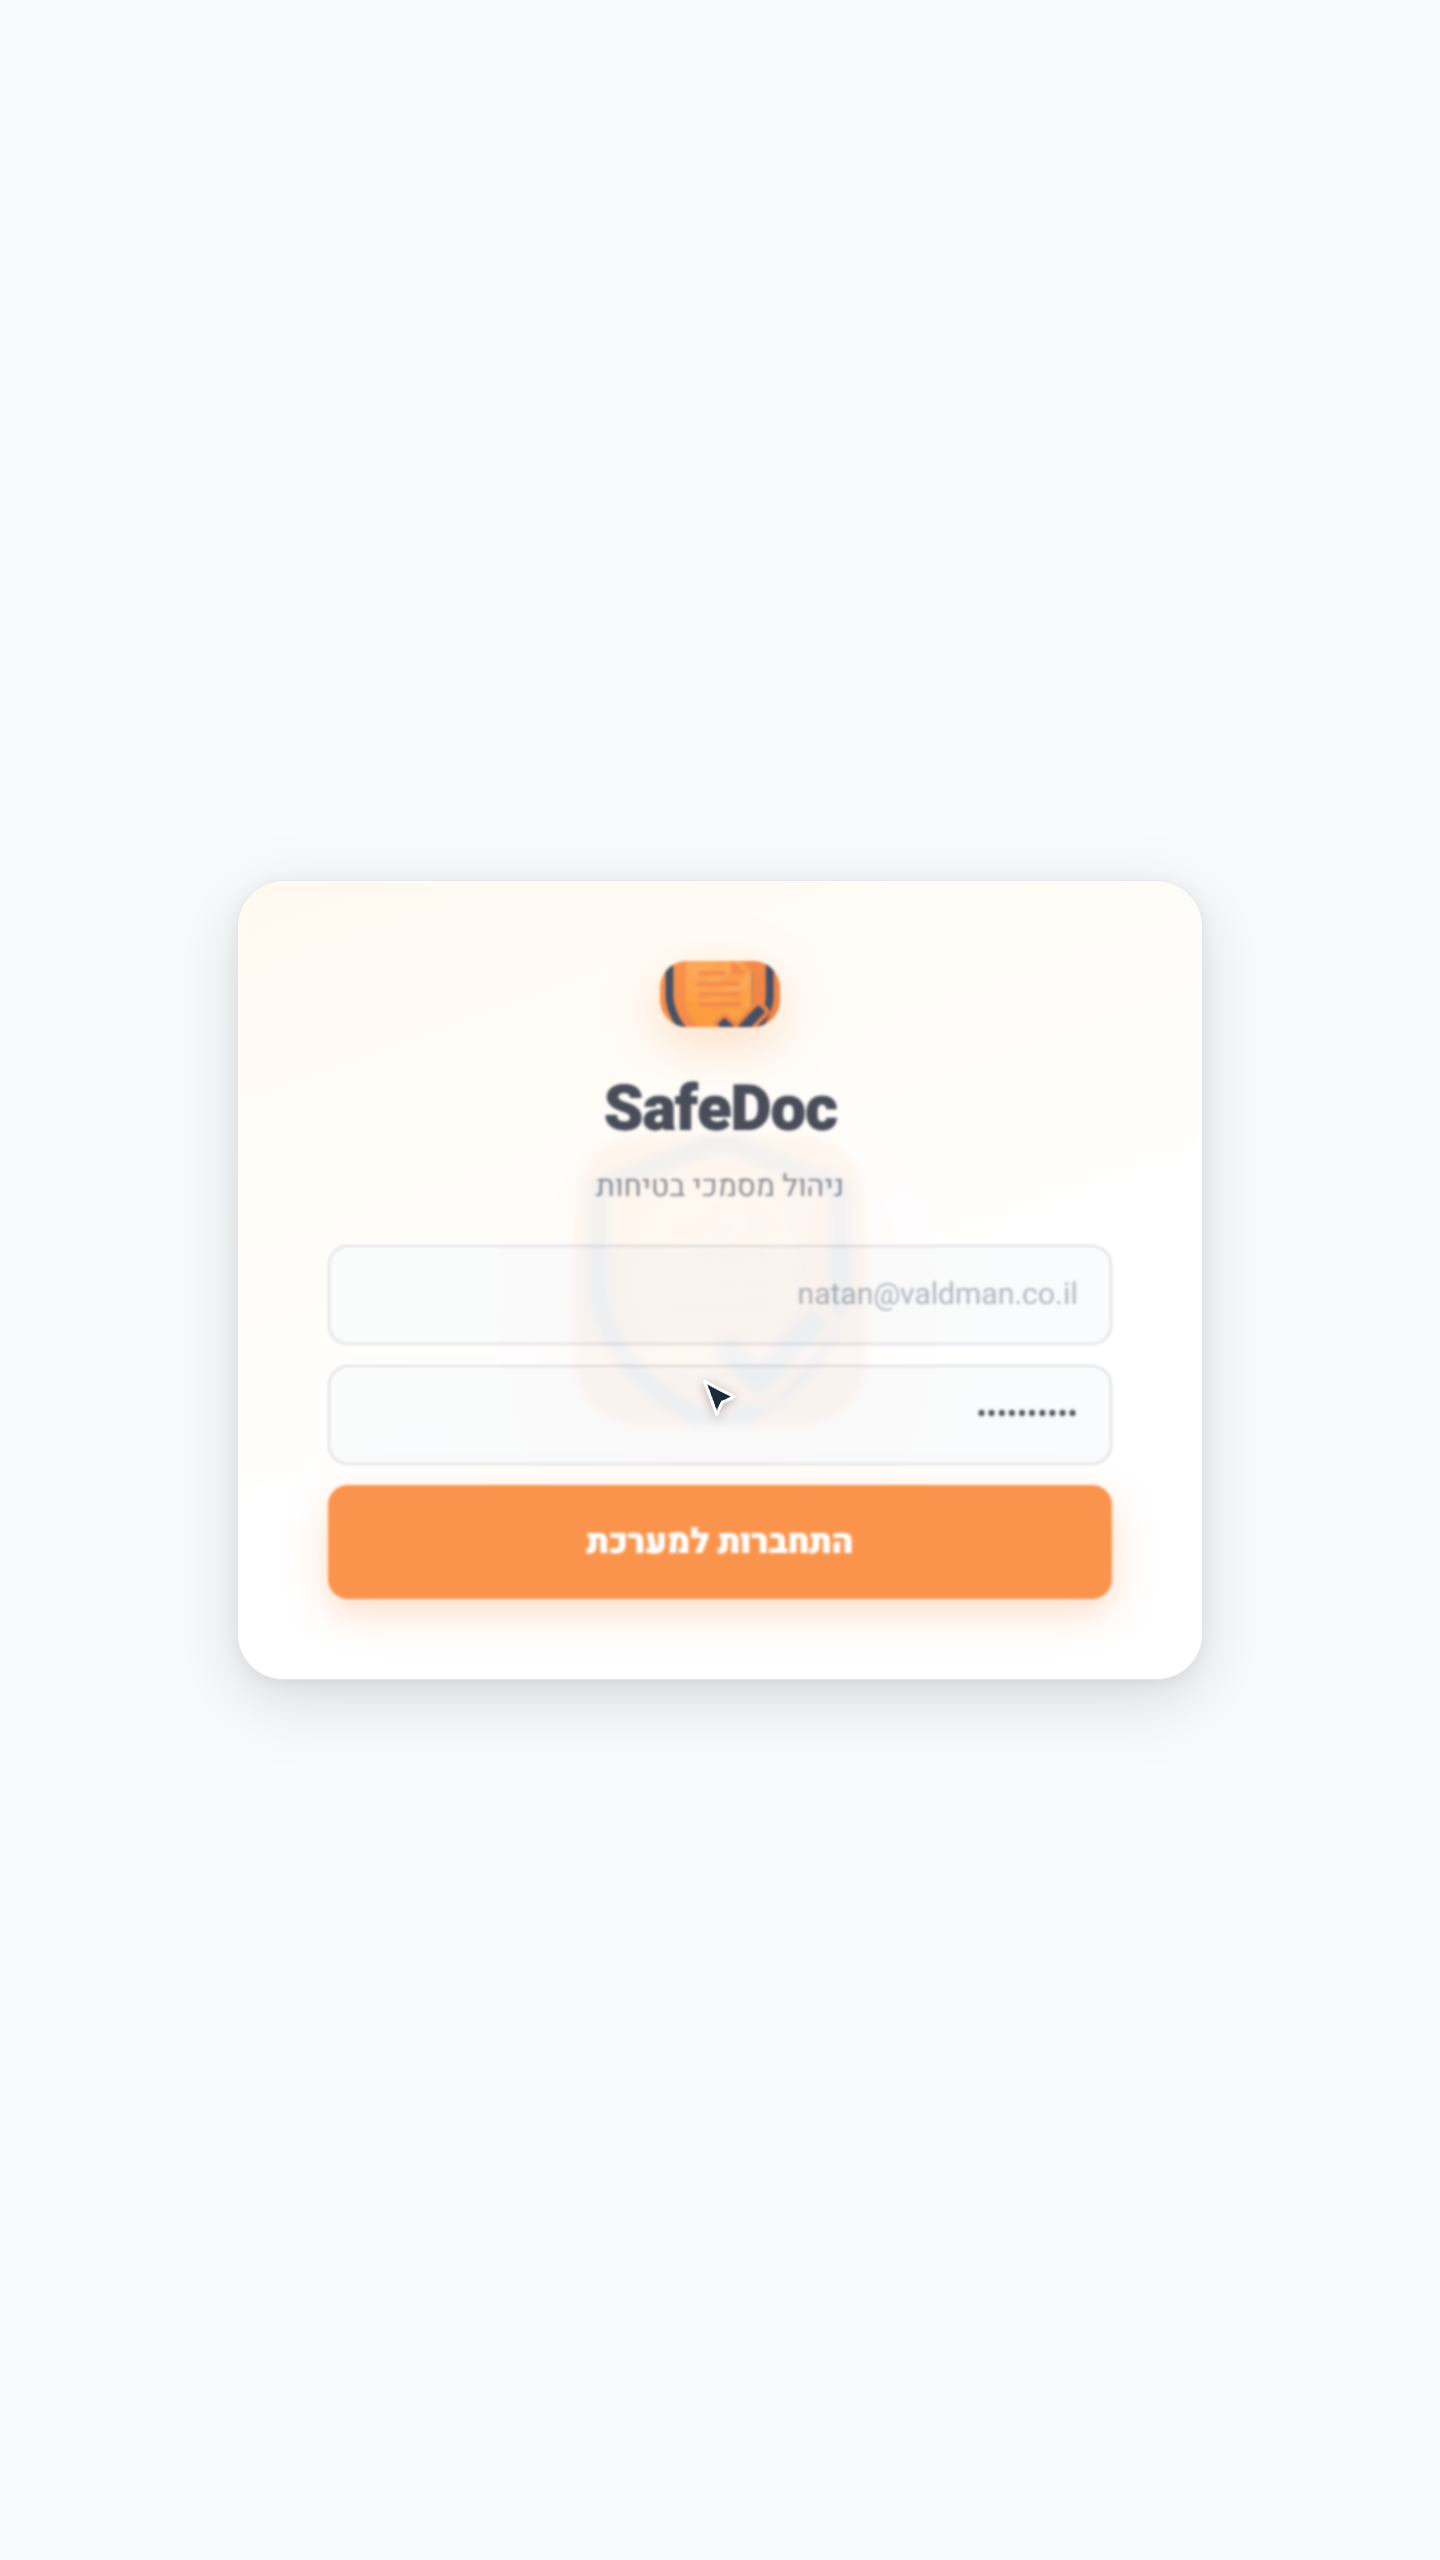 SafeDoc
ניהול מסמכי בטיחות
natan@valdman.co.il
••••••••••
התחברות למערכת